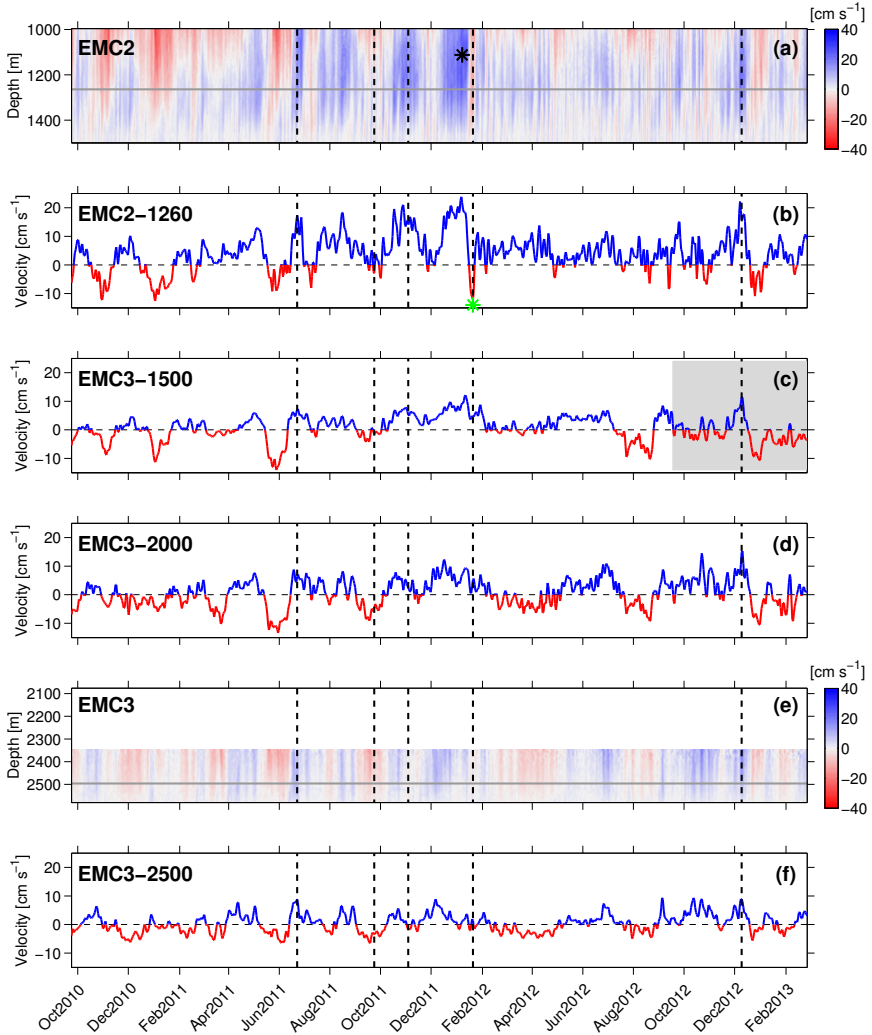 [cm s⁻¹]
1000
1200
1400
Depth [m]
EMC2
(a)
40
20
0
−20
−40
20
10
0
−10
Velocity [cm s⁻¹]
EMC2−1260
(b)
20
10
0
−10
Velocity [cm s⁻¹]
EMC3−1500
(c)
20
10
0
−10
Velocity [cm s⁻¹]
EMC3−2000
(d)
[cm s⁻¹]
2100
2200
2300
2400
2500
Depth [m]
EMC3
(e)
40
20
0
−20
−40
20
10
0
−10
Velocity [cm s⁻¹]
EMC3−2500
(f)
Oct2010
Dec2010
Feb2011
Apr2011
Jun2011
Aug2011
Oct2011
Dec2011
Feb2012
Apr2012
Jun2012
Aug2012
Oct2012
Dec2012
Feb2013